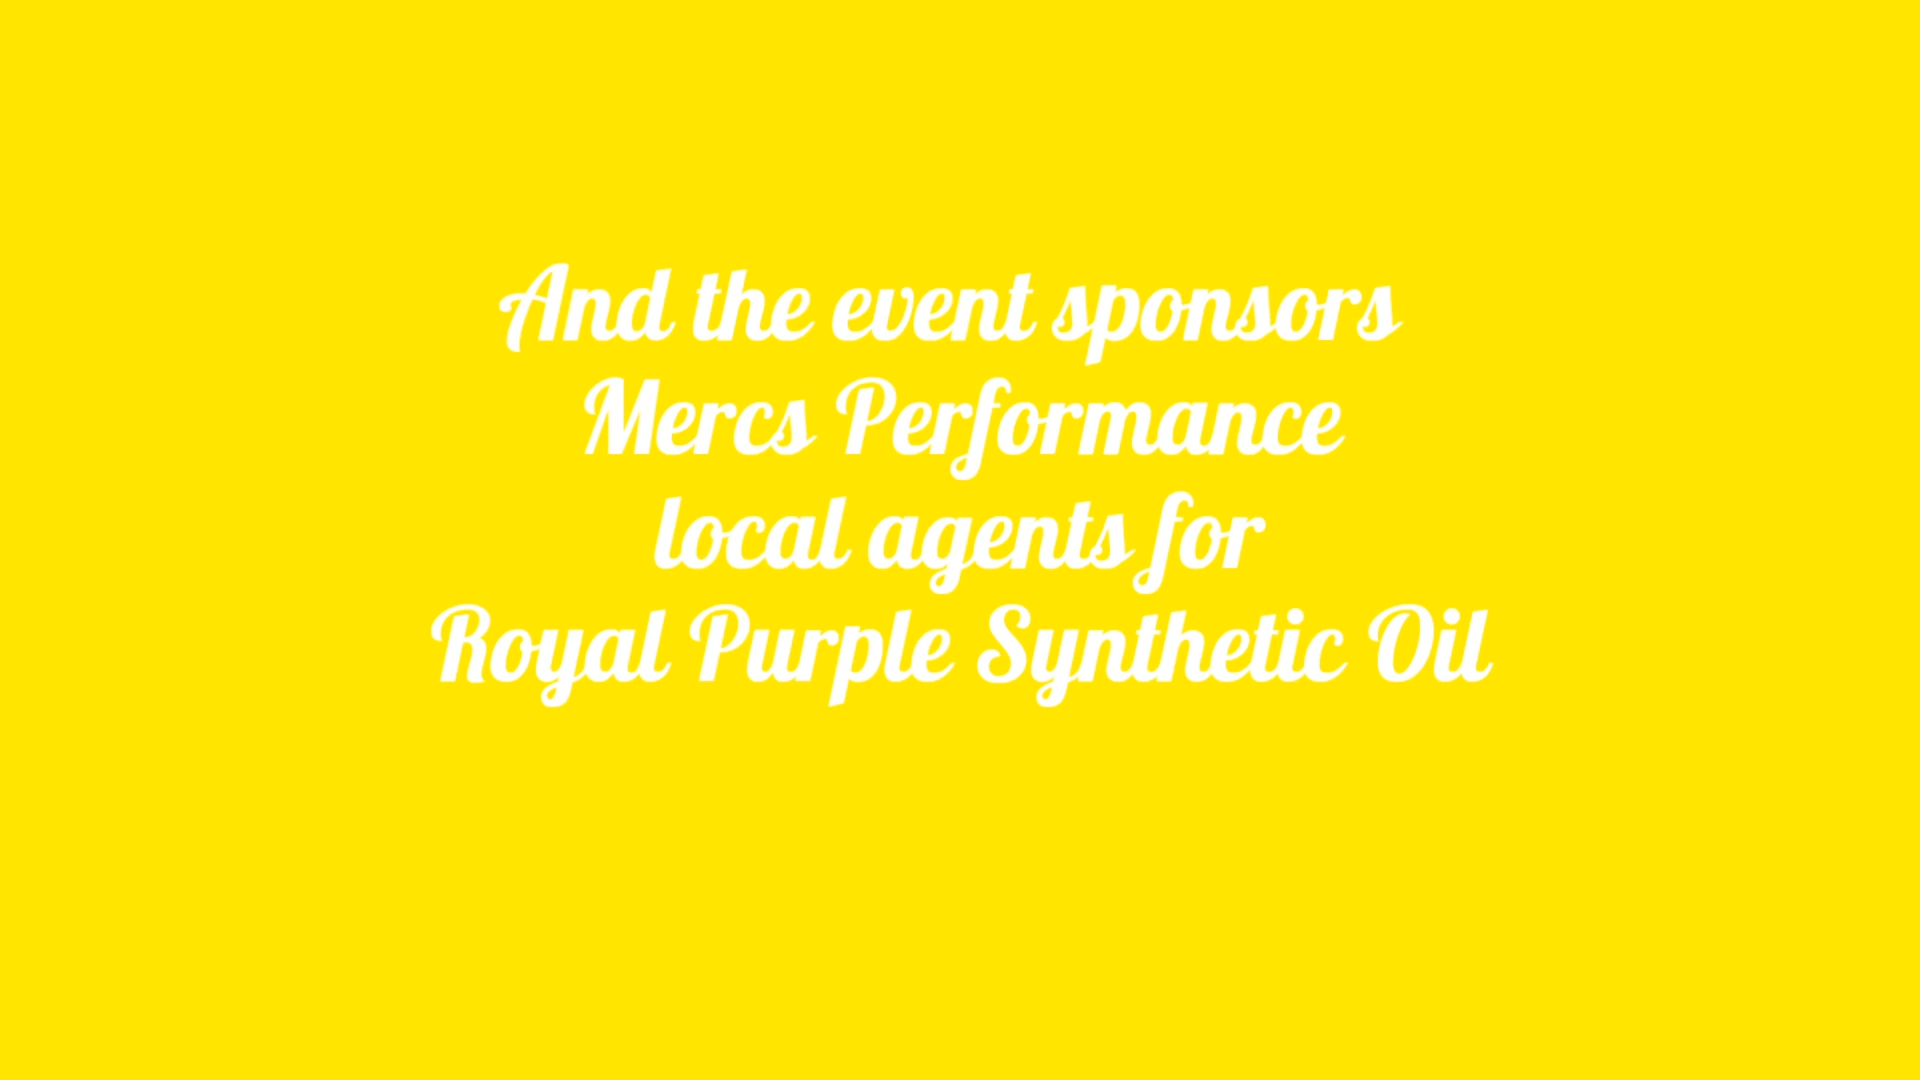 And the event sponsors
Mercs Performance
local agents for
Royal Purple Synthetic Oil